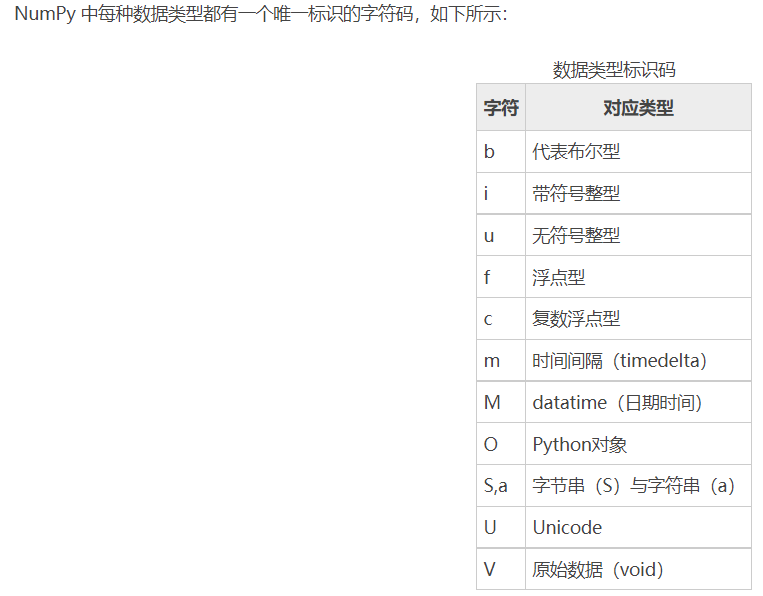 NumPy 中每种数据类型都有一个唯一标识的字符码，如下所示：
数据类型标识码
字符 对应类型
b 代表布尔型
i 带符号整型
u 无符号整型
f 浮点型
c 复数浮点型
m 时间间隔（timedelta）
M datatime（日期时间）
O Python对象
S,a 字节串（S）与字符串（a）
U Unicode
V 原始数据（void）